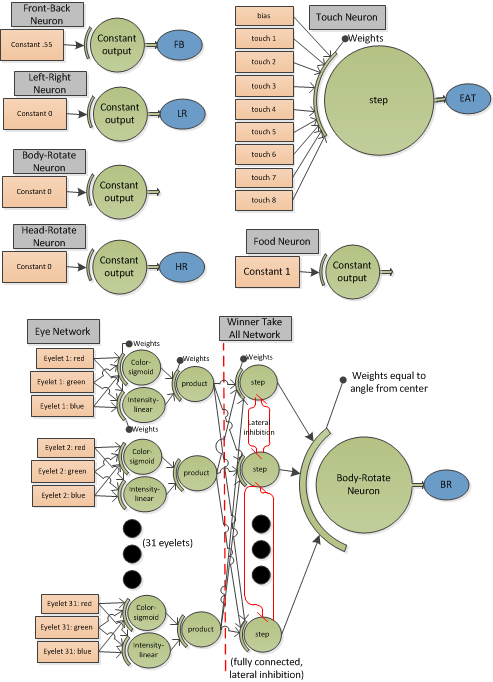 Front-Back
Neuron
Constant .55
Constant
output
FB
Left-Right
Neuron
Constant 0
Constant
output
LR
Body-Rotate
Neuron
Constant 0
Constant
output
Head-Rotate
Neuron
Constant 0
Constant
output
HR
Touch Neuron
Weights
bias
touch 1
touch 2
touch 3
touch 4
touch 5
touch 6
touch 7
touch 8
step
EAT
Food Neuron
Constant 1
Constant
output
Eye Network
Winner Take
All Network
Weights
Eyelet 1: red
Eyelet 1: green
Eyelet 1: blue
Color-
sigmoid
Intensity-
linear
Weights
product
Weights
step
Weights
Lateral
inhibition
Eyelet 2: red
Eyelet 2: green
Eyelet 2: blue
Color-
sigmoid
Intensity-
linear
product
step
(31 eyelets)
Eyelet 31: red
Eyelet 31: green
Eyelet 31: blue
Color-
sigmoid
Intensity-
linear
product
step
(fully connected,
lateral inhibition)
Weights equal to
angle from center
Body-Rotate
Neuron
BR